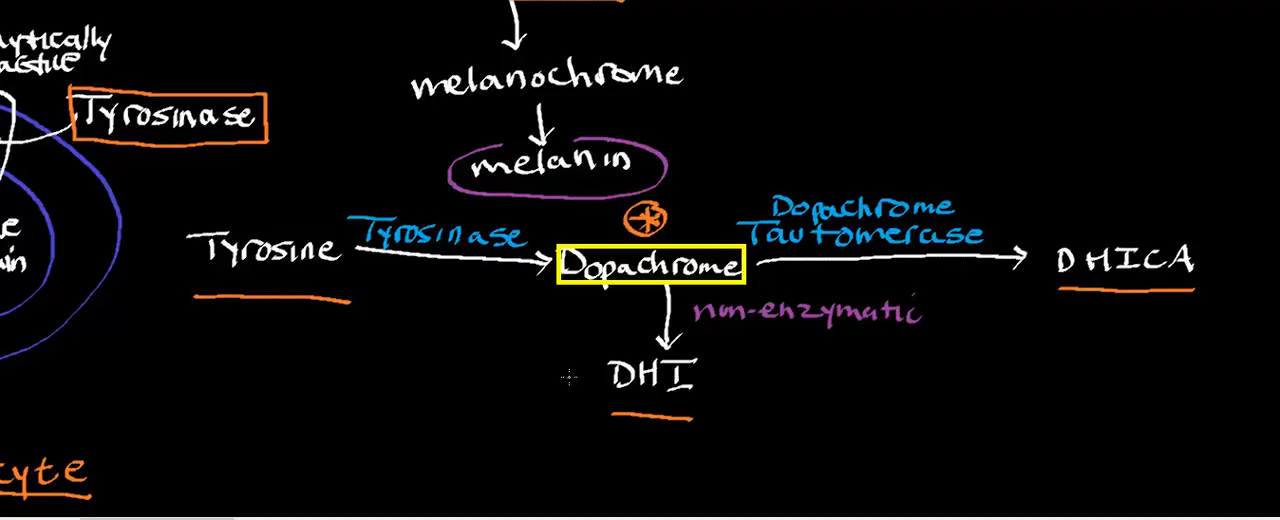 melanochrome
Tyrosinase
melanin
Dopachrome
Tautomerase
Tyrosinase
Tyrosine
Dopachrome
DHICA
non-enzymatic
DHI